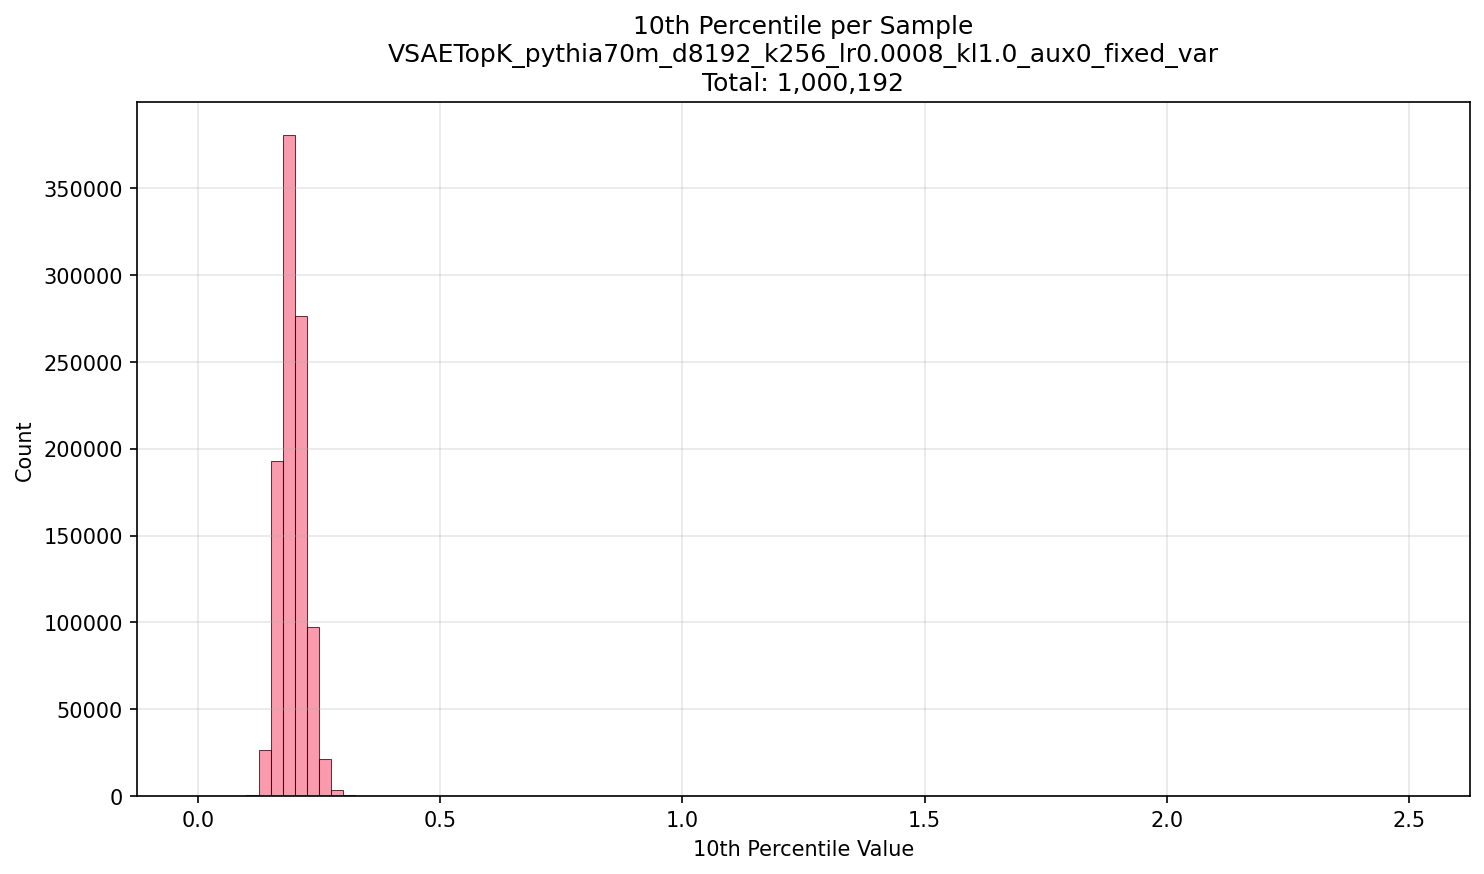 10th Percentile per Sample
VSAETopK_pythia70m_d8192_k256_lr0.0008_kl1.0_aux0_fixed_var
Total: 1,000,192
350000
300000
250000
200000
150000
100000
50000
0
Count
0.0 0.5 1.0 1.5 2.0 2.5
10th Percentile Value